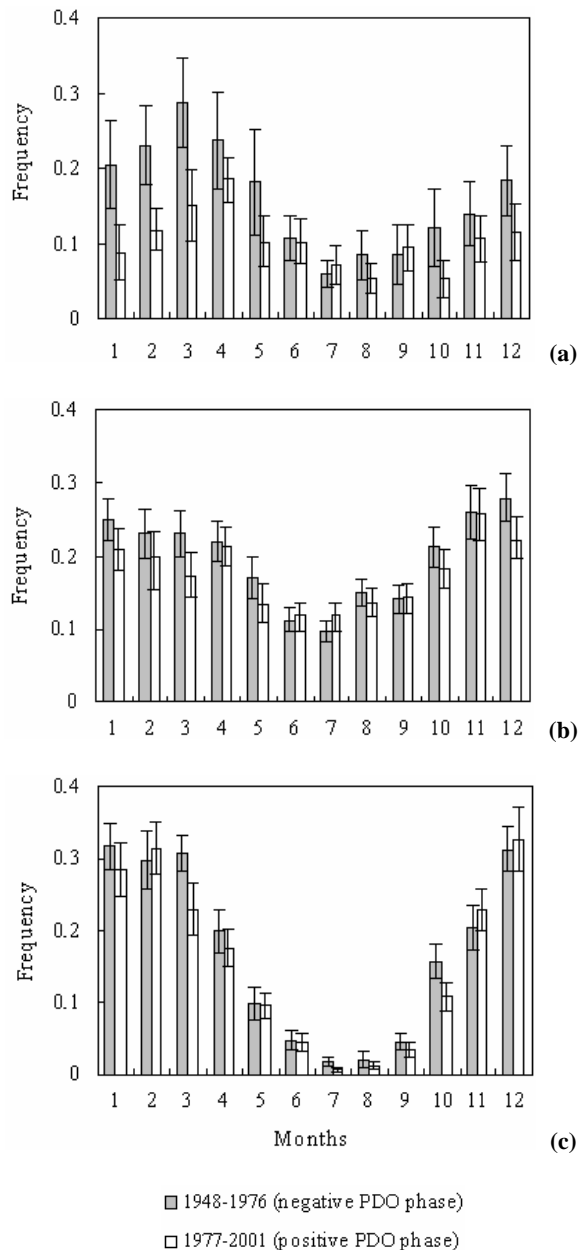 0.4
0.3
0.2
0.1
0
Frequency
1 2 3 4 5 6 7 8 9 10 11 12
(a)
0.4
0.3
0.2
0.1
0
Frequency
1 2 3 4 5 6 7 8 9 10 11 12
(b)
0.4
0.3
0.2
0.1
0
Frequency
1 2 3 4 5 6 7 8 9 10 11 12
Months
(c)
1948-1976 (negative PDO phase)
1977-2001 (positive PDO phase)